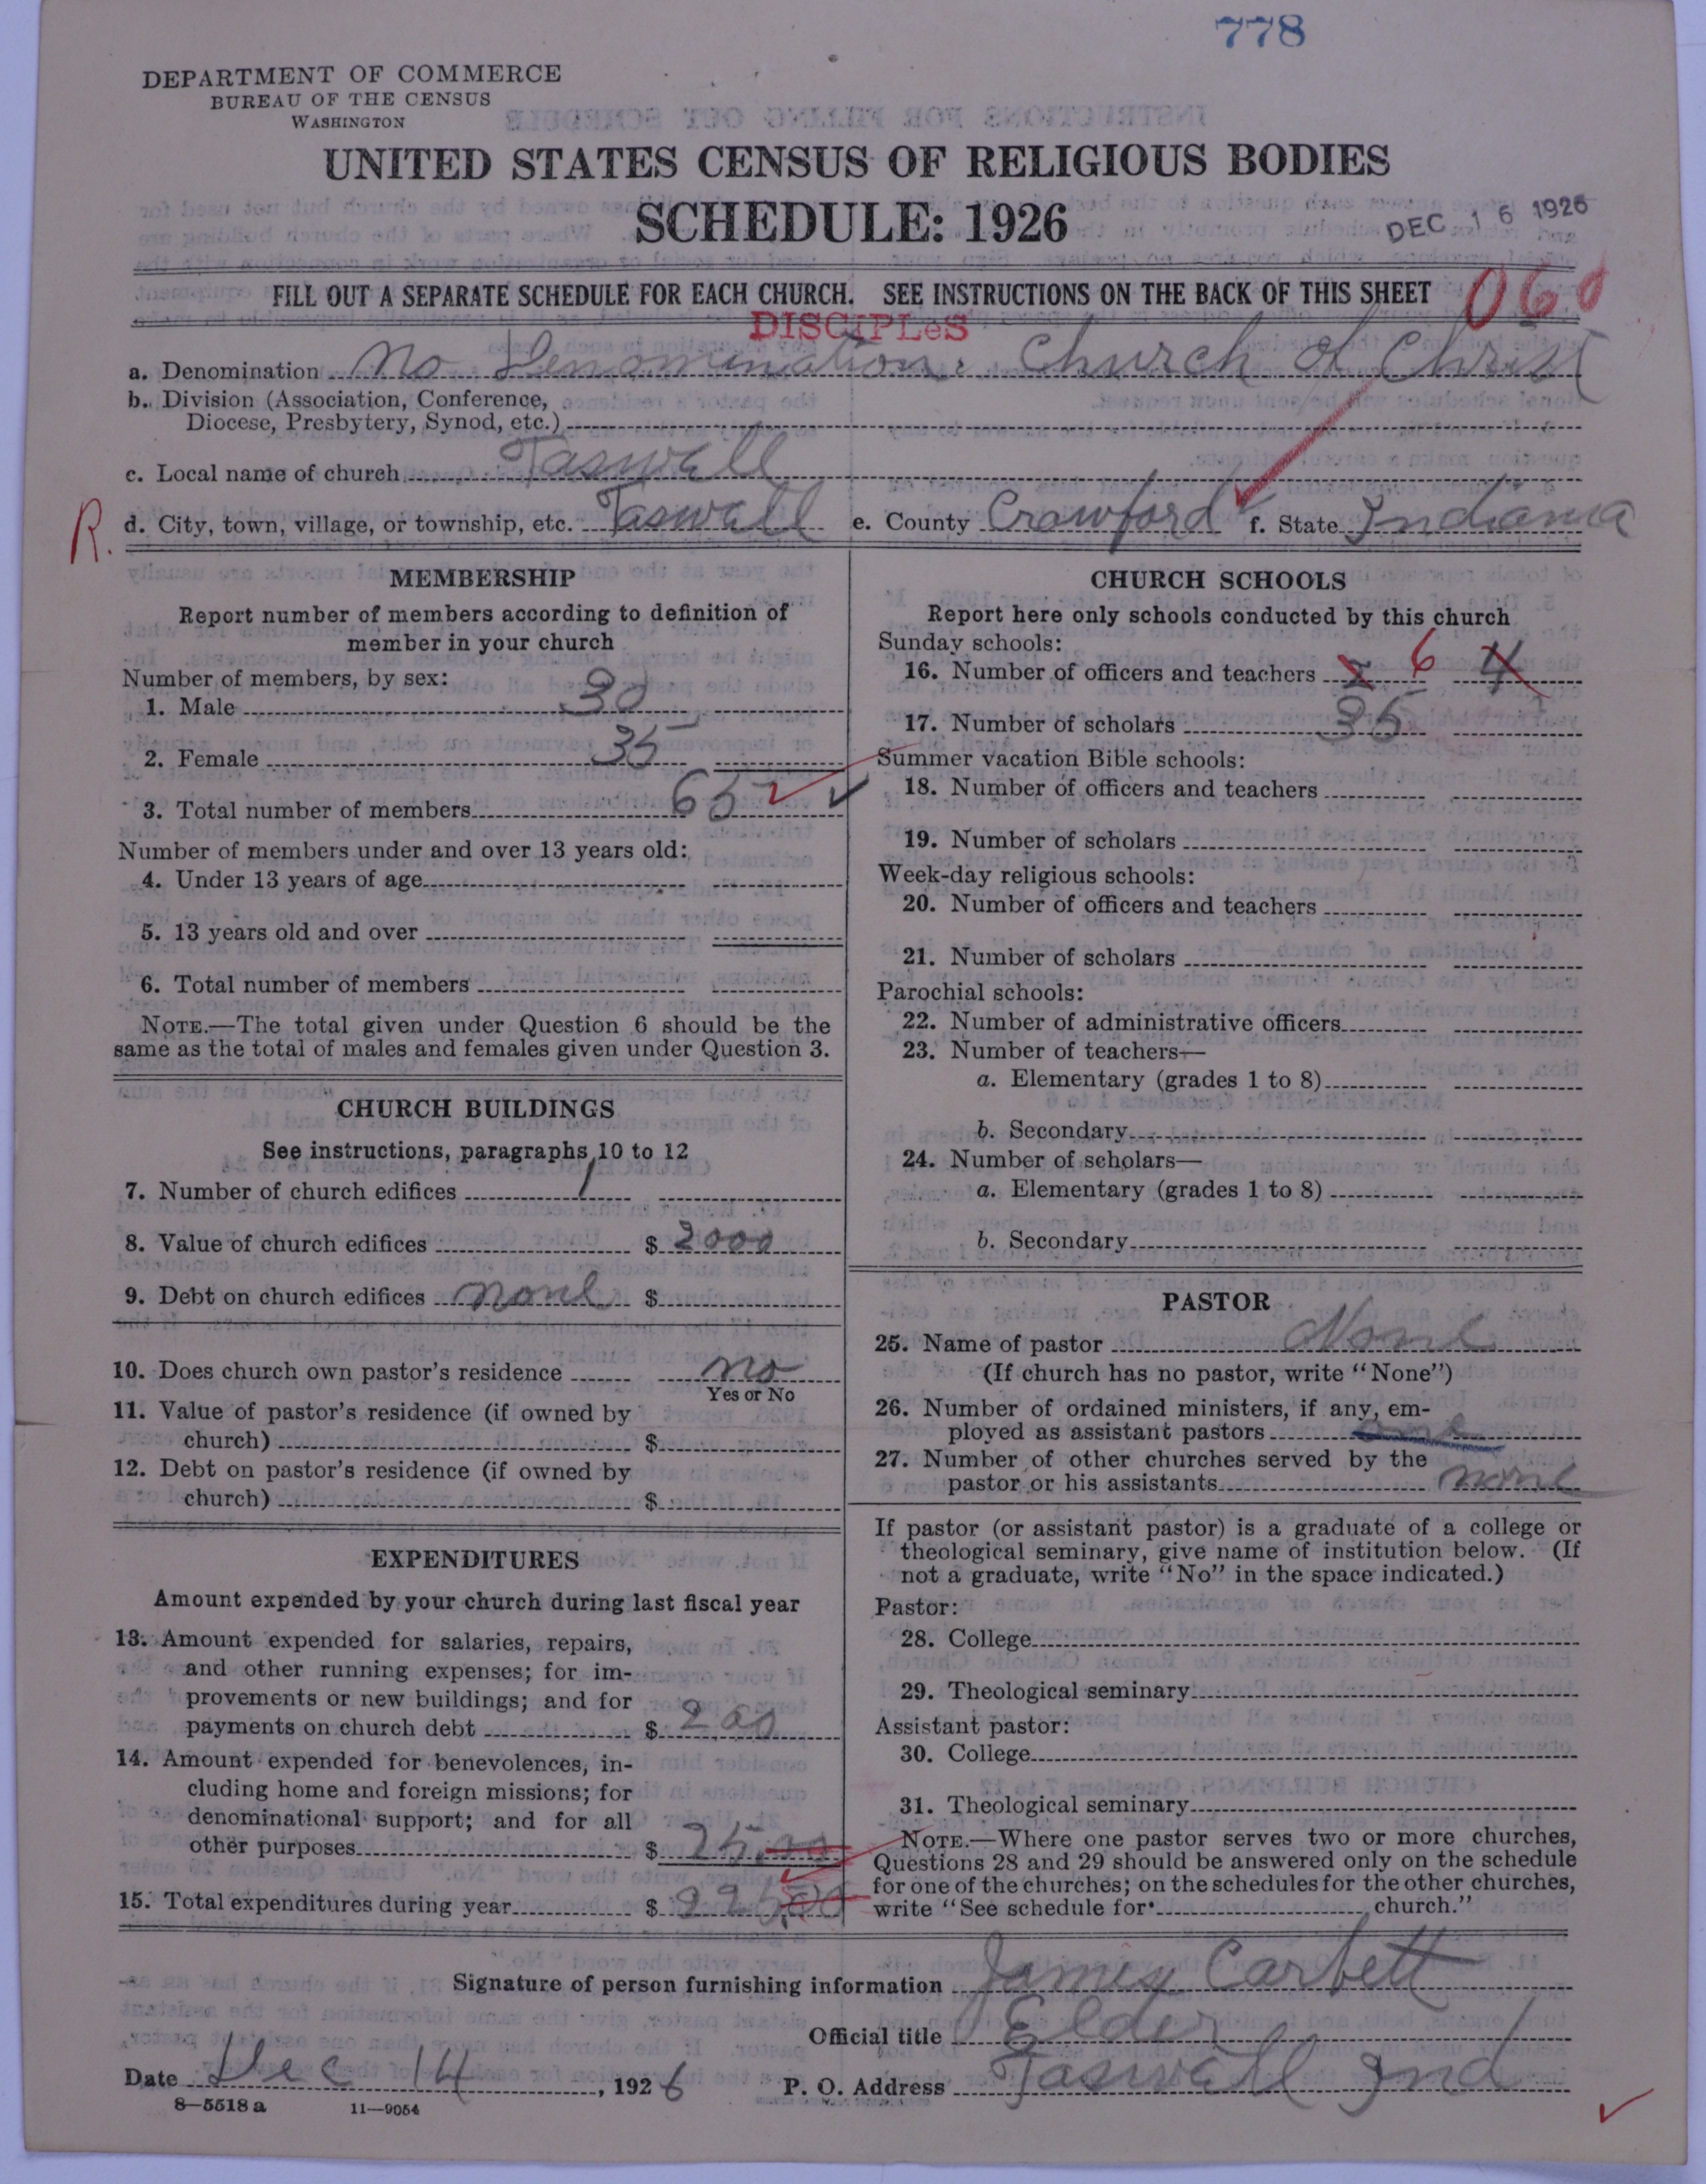 778
DEPARTMENT OF COMMERCE
BUREAU OF THE CENSUS
WASHINGTON
UNITED STATES CENSUS OF RELIGIOUS BODIES
SCHEDULE: 1926
DEC 16 1926
FILL OUT A SEPARATE SCHEDULE FOR EACH CHURCH. SEE INSTRUCTIONS ON THE BACK OF THIS SHEET
060
DISCIPLeS
a. Denomination No Denomination. Church of Christ
b. Division (Association, Conference,
Diocese, Presbytery, Synod, etc.)
c. Local name of church Taswell
R. d. City, town, village, or township, etc. Taswell e. County Crawford f. State Indiana
MEMBERSHIP
Report number of members according to definition of
member in your church
Number of members, by sex:
1. Male 30
2. Female 35
3. Total number of members 65
Number of members under and over 13 years old:
4. Under 13 years of age
5. 13 years old and over
6. Total number of members
NOTE.—The total given under Question 6 should be the
same as the total of males and females given under Question 3.
CHURCH BUILDINGS
See instructions, paragraphs 10 to 12
7. Number of church edifices 1
8. Value of church edifices $ 2000
9. Debt on church edifices none $
10. Does church own pastor's residence no
Yes or No
11. Value of pastor's residence (if owned by
church) $
12. Debt on pastor's residence (if owned by
church) $
EXPENDITURES
Amount expended by your church during last fiscal year
13. Amount expended for salaries, repairs,
and other running expenses; for im-
provements or new buildings; and for
payments on church debt $ 200
14. Amount expended for benevolences, in-
cluding home and foreign missions; for
denominational support; and for all
other purposes $ 25.00
15. Total expenditures during year $ 225.00
CHURCH SCHOOLS
Report here only schools conducted by this church
Sunday schools:
16. Number of officers and teachers 2 6 4
17. Number of scholars 35
Summer vacation Bible schools:
18. Number of officers and teachers
19. Number of scholars
Week-day religious schools:
20. Number of officers and teachers
21. Number of scholars
Parochial schools:
22. Number of administrative officers
23. Number of teachers—
a. Elementary (grades 1 to 8)
b. Secondary
24. Number of scholars—
a. Elementary (grades 1 to 8)
b. Secondary
PASTOR
25. Name of pastor None
(If church has no pastor, write "None")
26. Number of ordained ministers, if any, em-
ployed as assistant pastors
27. Number of other churches served by the
pastor or his assistants none
If pastor (or assistant pastor) is a graduate of a college or
theological seminary, give name of institution below. (If
not a graduate, write "No" in the space indicated.)
Pastor:
28. College
29. Theological seminary
Assistant pastor:
30. College
31. Theological seminary
NOTE.—Where one pastor serves two or more churches,
Questions 28 and 29 should be answered only on the schedule
for one of the churches; on the schedules for the other churches,
write "See schedule for church."
Signature of person furnishing information James Carbett
Official title Elder
Date Dec 14, 1926 P. O. Address Taswell Ind
8—5518a 11—9054